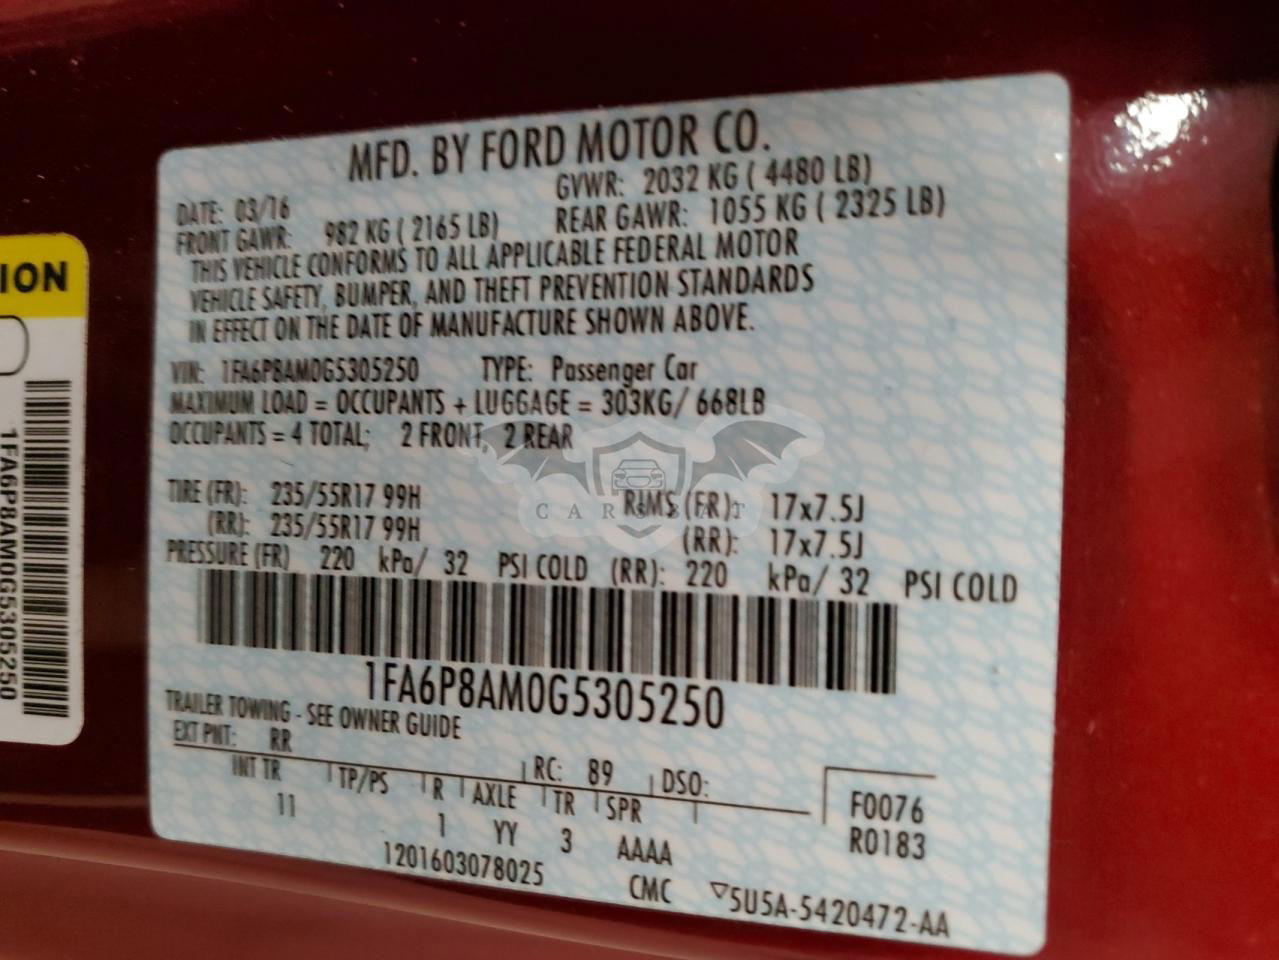 MFD. BY FORD MOTOR CO.
DATE: 03/16 GVWR: 2032 KG ( 4480 LB)
FRONT GAWR: 982 KG ( 2165 LB) REAR GAWR: 1055 KG ( 2325 LB)
THIS VEHICLE CONFORMS TO ALL APPLICABLE FEDERAL MOTOR
VEHICLE SAFETY, BUMPER, AND THEFT PREVENTION STANDARDS
IN EFFECT ON THE DATE OF MANUFACTURE SHOWN ABOVE.
VIN: 1FA6P8AM0G5305250 TYPE: Passenger Car
MAXIMUM LOAD = OCCUPANTS + LUGGAGE = 303KG/ 668LB
OCCUPANTS = 4 TOTAL; 2 FRONT, 2 REAR
TIRE (FR): 235/55R17 99H RIMS (FR): 17x7.5J
(RR): 235/55R17 99H (RR): 17x7.5J
PRESSURE (FR) 220 kPa/ 32 PSI COLD (RR): 220 kPa/ 32 PSI COLD
1FA6P8AM0G5305250
TRAILER TOWING - SEE OWNER GUIDE
EXT PNT: RR RC: 89 DSO:
INT TR TP/PS R AXLE TR SPR F0076
11 1 YY 3 AAAA R0183
1201603078025 CMC ▽5U5A-5420472-AA
ION
1FA6P8AM0G5305250